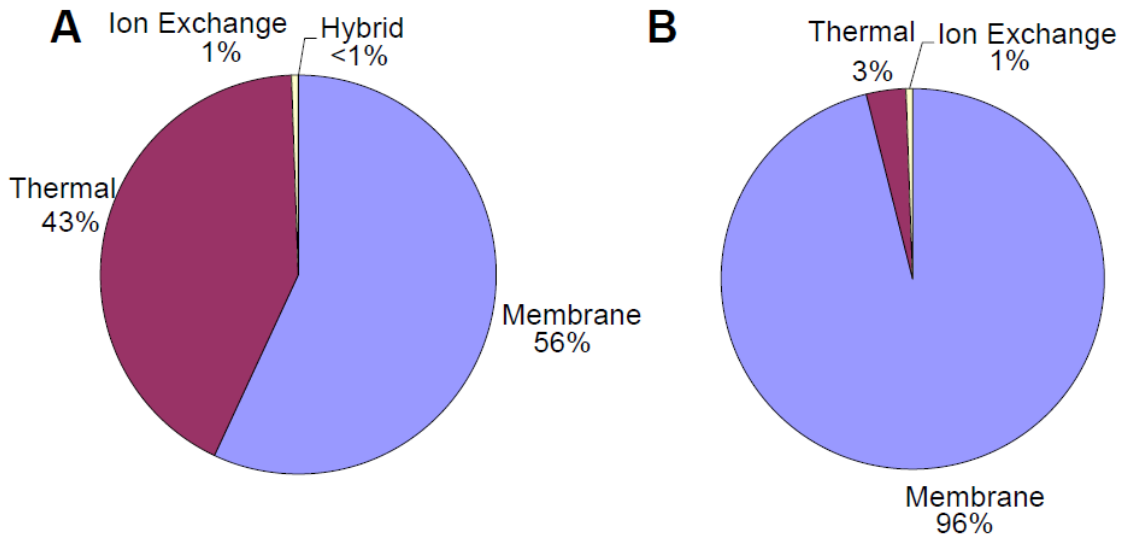 A
Ion Exchange
1%
Hybrid
<1%
Thermal
43%
Membrane
56%
B
Thermal
3%
Ion Exchange
1%
Membrane
96%